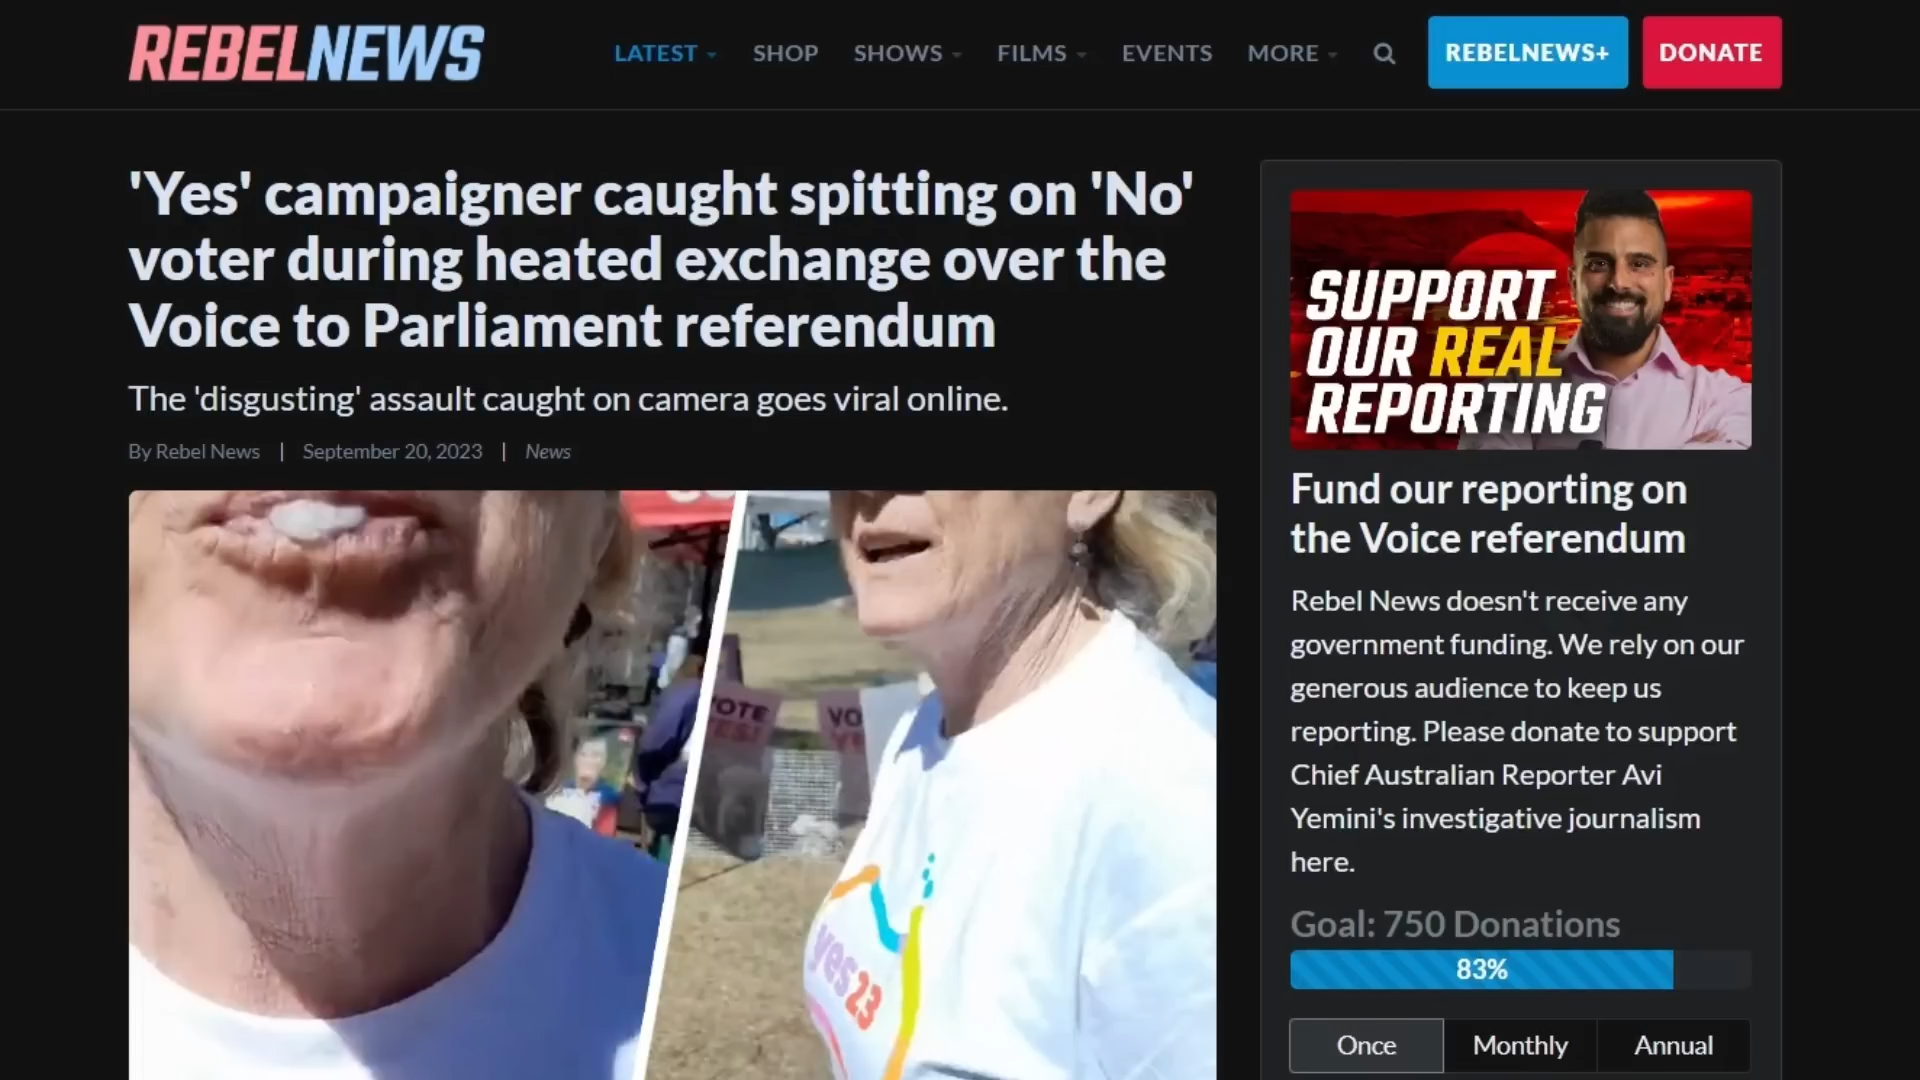 REBELNEWS
LATEST SHOP SHOWS FILMS EVENTS MORE REBELNEWS+ DONATE
'Yes' campaigner caught spitting on 'No'
voter during heated exchange over the
Voice to Parliament referendum
The 'disgusting' assault caught on camera goes viral online.
By Rebel News | September 20, 2023 | News
VOTE
YES!
VO
yes23
SUPPORT
OUR REAL
REPORTING
Fund our reporting on
the Voice referendum
Rebel News doesn't receive any
government funding. We rely on our
generous audience to keep us
reporting. Please donate to support
Chief Australian Reporter Avi
Yemini's investigative journalism
here.
Goal: 750 Donations
83%
Once Monthly Annual